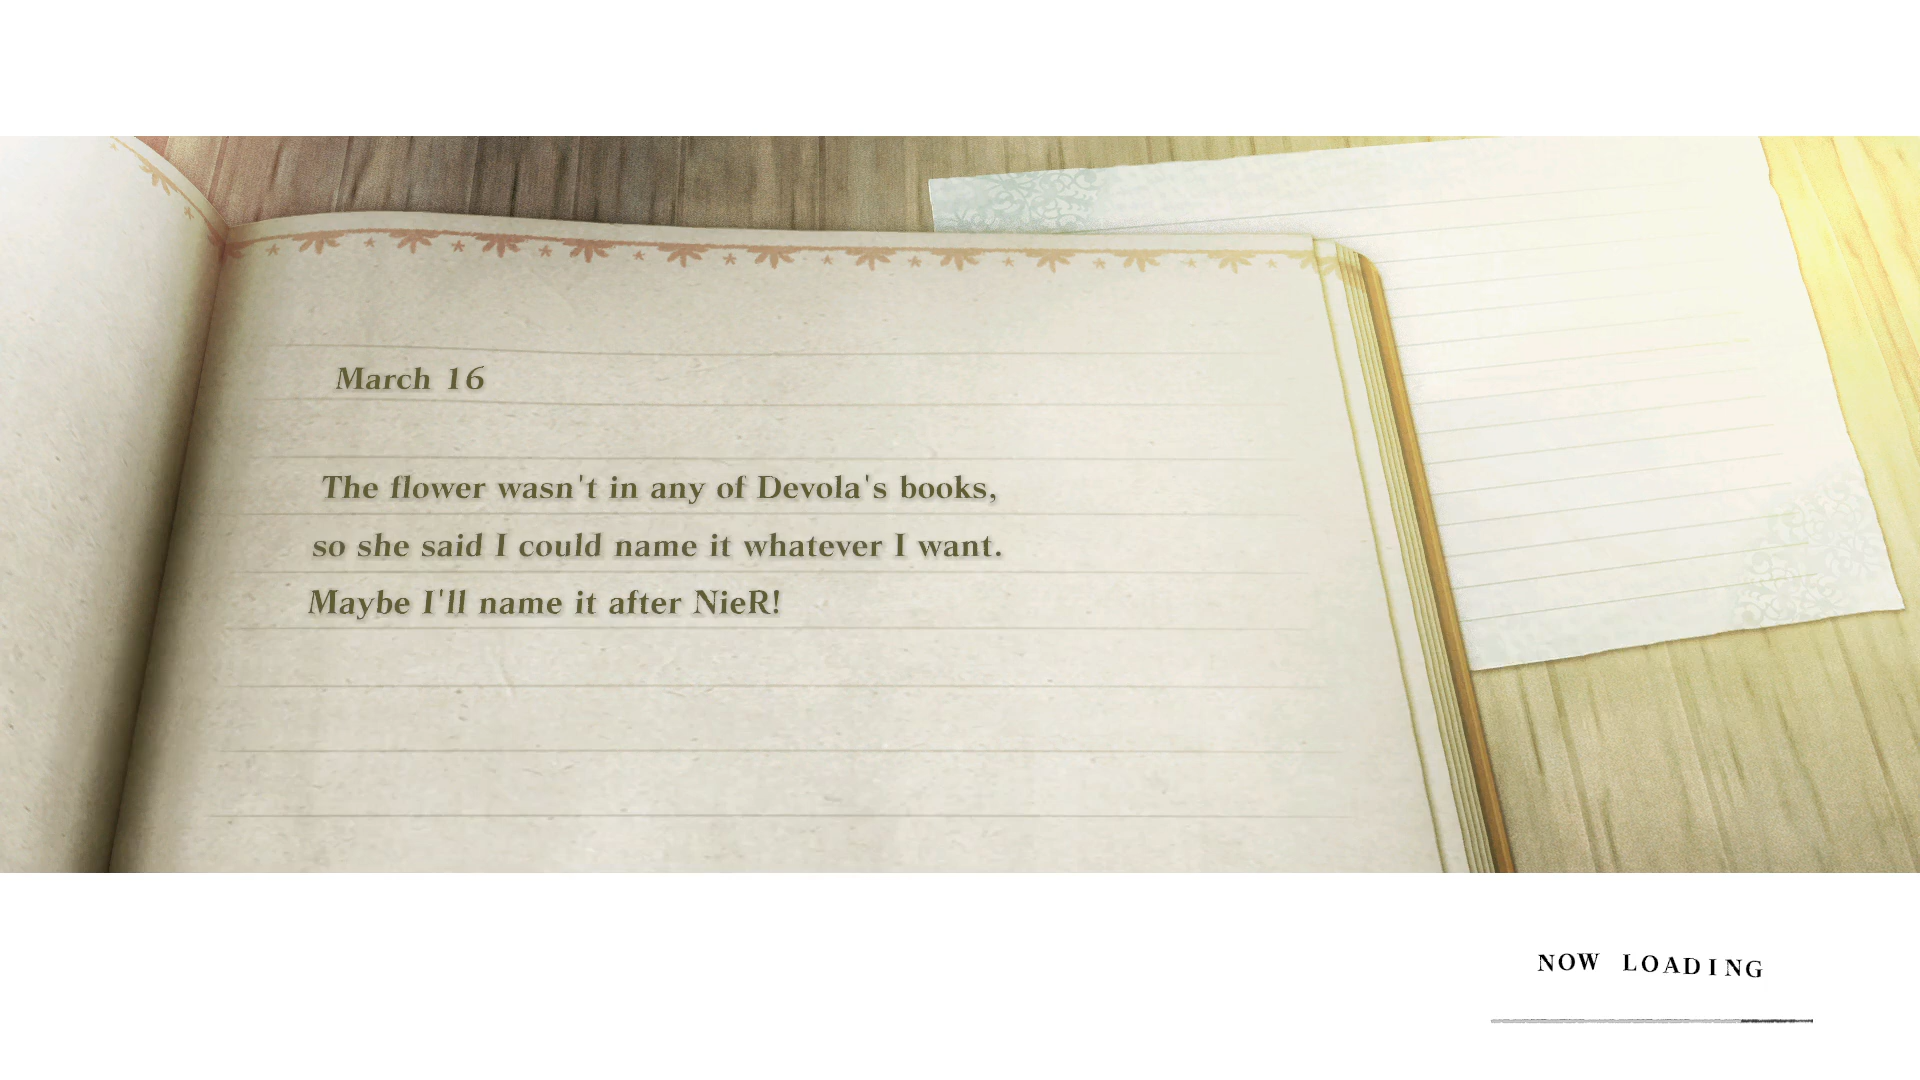 March 16
The flower wasn't in any of Devola's books,
so she said I could name it whatever I want.
Maybe I'll name it after NieR!
NOW LOADING